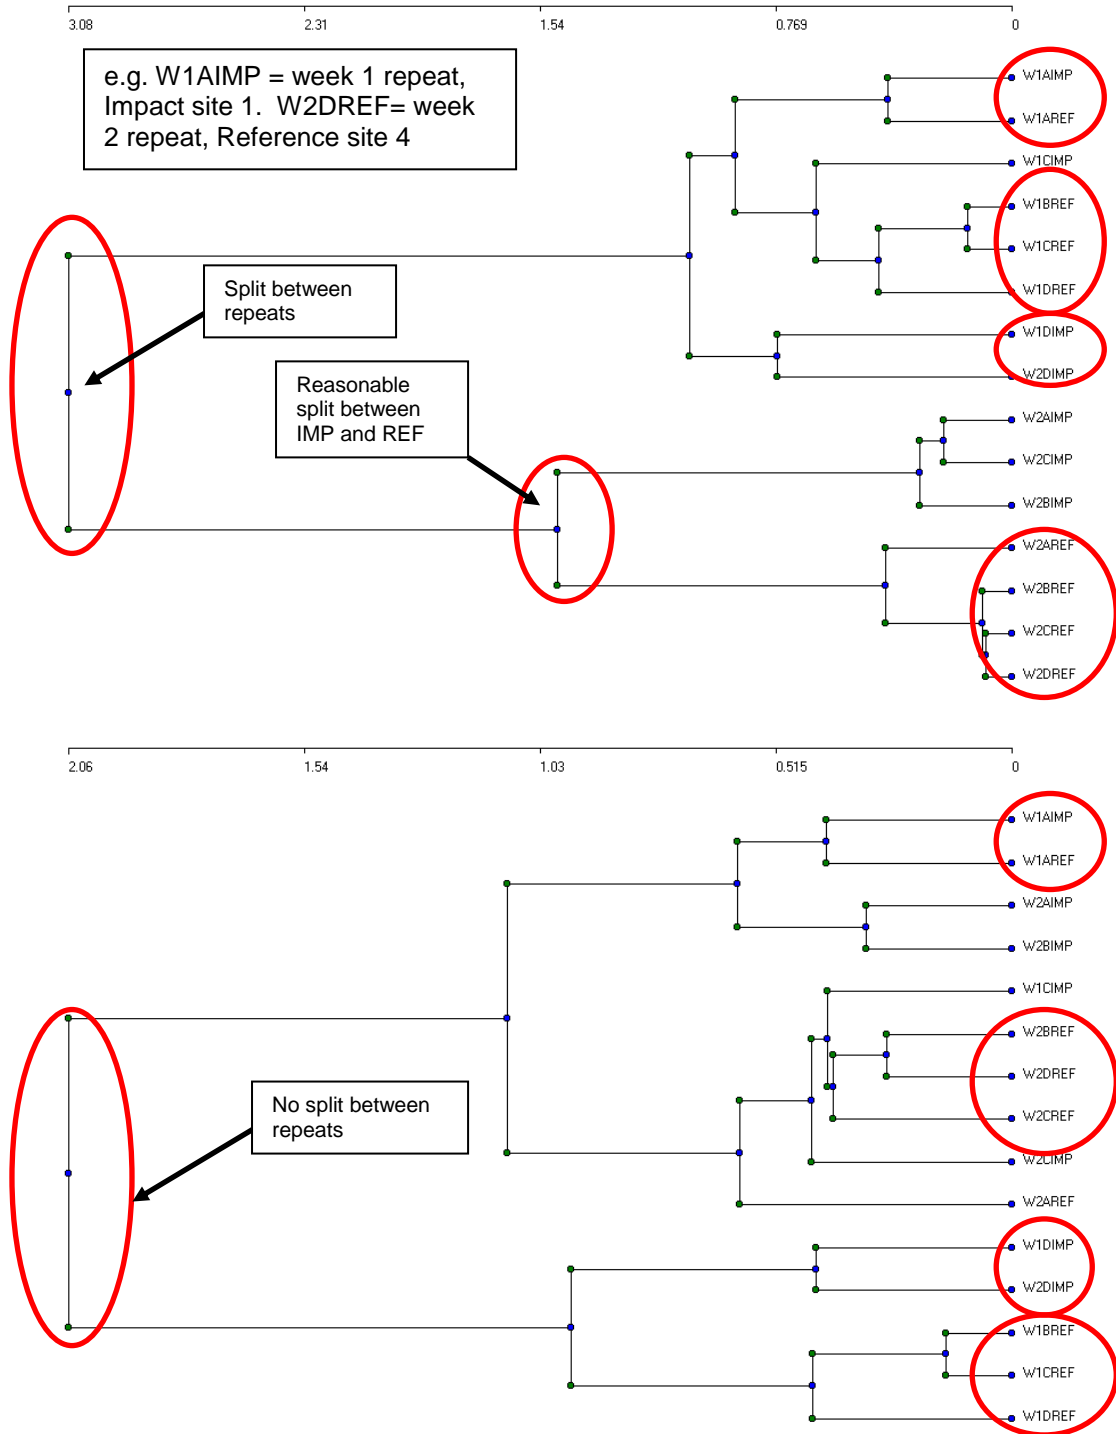 3.08 2.31 1.54 0.769 0
e.g. W1AIMP = week 1 repeat,
Impact site 1. W2DREF= week
2 repeat, Reference site 4
W1AIMP
W1AREF
W1CIMP
W1BREF
W1CREF
W1DREF
Split between
repeats
W1DIMP
Reasonable
split between
IMP and REF
W2DIMP
W2AIMP
W2CIMP
W2BIMP
W2AREF
W2BREF
W2CREF
W2DREF
2.06 1.54 1.03 0.515 0
W1AIMP
W1AREF
W2AIMP
W2BIMP
W1CIMP
W2BREF
W2DREF
No split between
repeats
W2CREF
W2CIMP
W2AREF
W1DIMP
W2DIMP
W1BREF
W1CREF
W1DREF